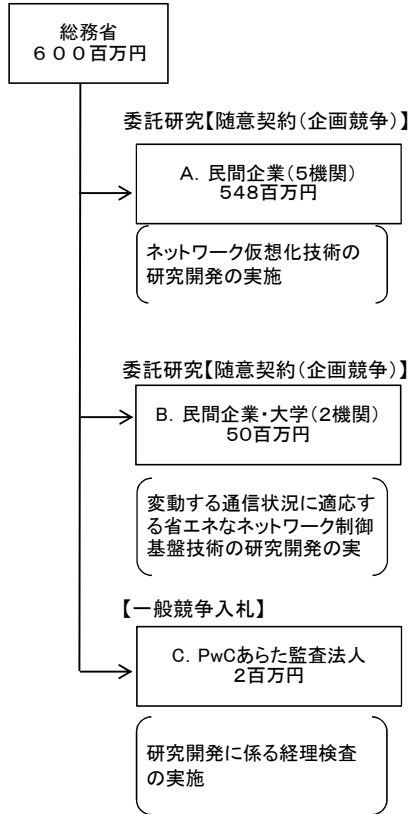 総務省
６００百万円
委託研究【随意契約（企画競争）】
A．民間企業（5機関）
548百万円
ネットワーク仮想化技術の
研究開発の実施
委託研究【随意契約（企画競争）】
B．民間企業・大学（2機関）
50百万円
変動する通信状況に適応す
る省エネなネットワーク制御
基盤技術の研究開発の実
【一般競争入札】
C．PwCあらた監査法人
2百万円
研究開発に係る経理検査
の実施